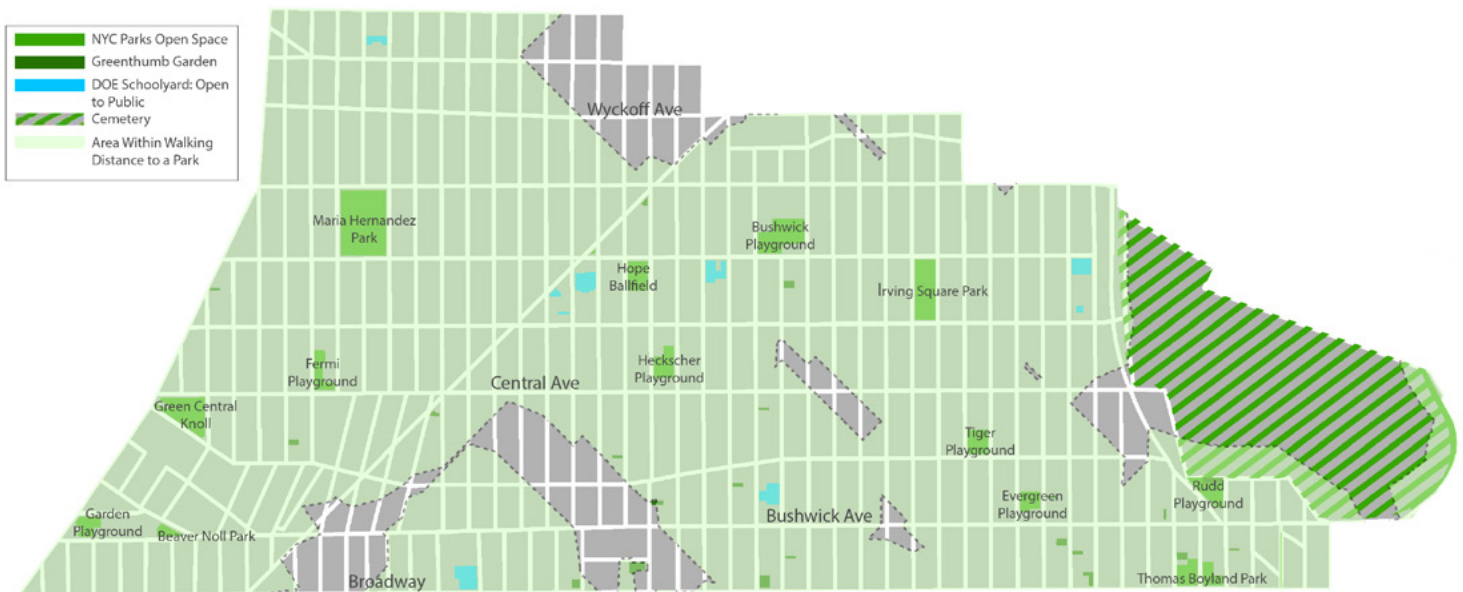 NYC Parks Open Space
Greenthumb Garden
DOE Schoolyard: Open
to Public
Cemetery
Area Within Walking
Distance to a Park
Wyckoff Ave
Maria Hernandez
Park
Bushwick
Playground
Hope
Ballfield
Irving Square Park
Fermi
Playground
Heckscher
Playground
Central Ave
Green Central
Knoll
Tiger
Playground
Rudd
Playground
Evergreen
Playground
Garden
Playground
Beaver Noll Park
Bushwick Ave
Broadway
Thomas Boyland Park